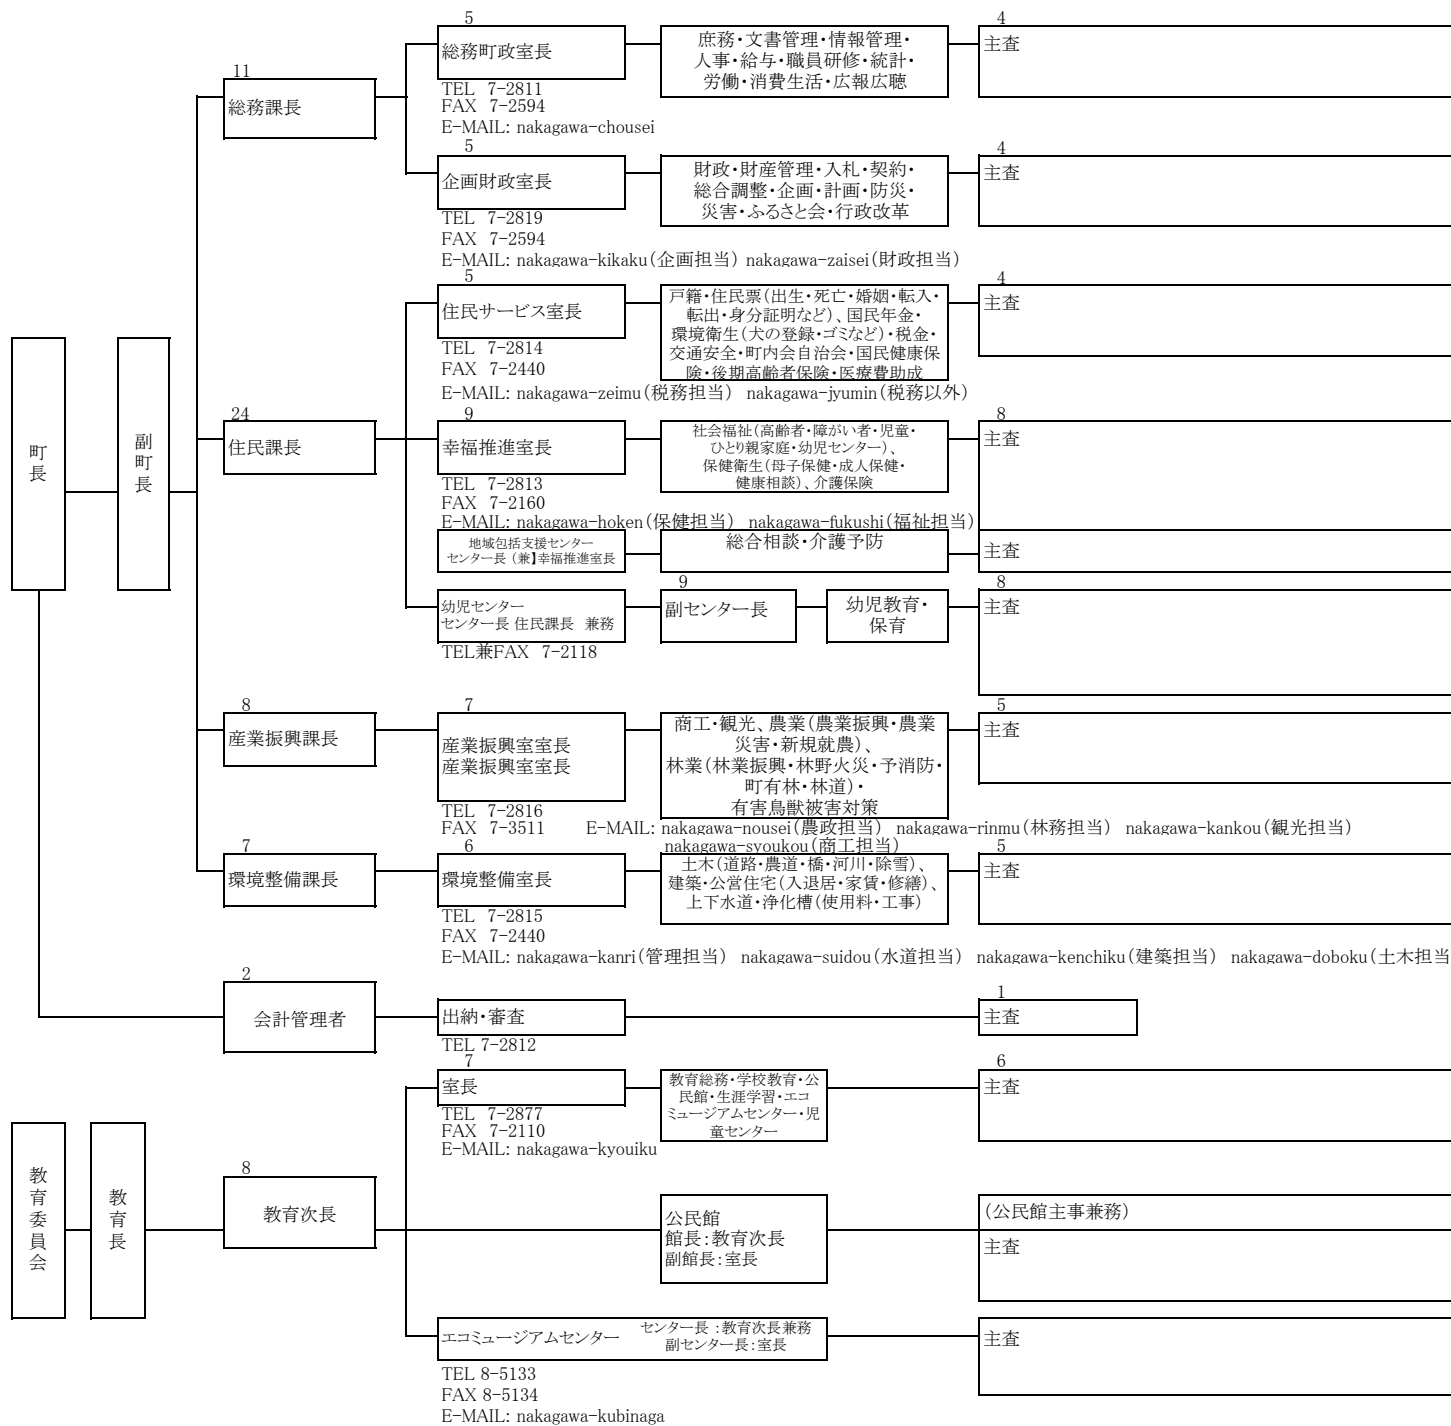 町長
副町長
11
総務課長
5
総務町政室長
庶務・文書管理・情報管理・
人事・給与・職員研修・統計・
労働・消費生活・広報広聴
4
主査
TEL 7-2811
FAX 7-2594
E-MAIL: nakagawa-chousei
5
企画財政室長
財政・財産管理・入札・契約・
総合調整・企画・計画・防災・
災害・ふるさと会・行政改革
4
主査
TEL 7-2819
FAX 7-2594
E-MAIL: nakagawa-kikaku(企画担当) nakagawa-zaisei(財政担当)
24
住民課長
5
住民サービス室長
戸籍・住民票(出生・死亡・婚姻・転入・
転出・身分証明など)、国民年金・
環境衛生(犬の登録・ゴミなど)・税金・
交通安全・町内会自治会・国民健康保
険・後期高齢者保険・医療費助成
4
主査
TEL 7-2814
FAX 7-2440
E-MAIL: nakagawa-zeimu(税務担当) nakagawa-jyumin(税務以外)
9
幸福推進室長
社会福祉(高齢者・障がい者・児童・
ひとり親家庭・幼児センター)、
保健衛生(母子保健・成人保健・
健康相談)、介護保険
8
主査
TEL 7-2813
FAX 7-2160
E-MAIL: nakagawa-hoken(保健担当) nakagawa-fukushi(福祉担当)
地域包括支援センター
センター長 (兼】幸福推進室長
総合相談・介護予防
主査
幼児センター
センター長 住民課長 兼務
9
副センター長
幼児教育・
保育
8
主査
TEL兼FAX 7-2118
8
産業振興課長
7
産業振興室室長
産業振興室室長
商工・観光、農業(農業振興・農業
災害・新規就農)、
林業(林業振興・林野火災・予消防・
町有林・林道)・
有害鳥獣被害対策
5
主査
TEL 7-2816
FAX 7-3511 E-MAIL: nakagawa-nousei(農政担当) nakagawa-rinmu(林務担当) nakagawa-kankou(観光担当)
nakagawa-syoukou(商工担当)
7
環境整備課長
6
環境整備室長
土木(道路・農道・橋・河川・除雪)、
建築・公営住宅(入退居・家賃・修繕)、
上下水道・浄化槽(使用料・工事)
5
主査
TEL 7-2815
FAX 7-2440
E-MAIL: nakagawa-kanri(管理担当) nakagawa-suidou(水道担当) nakagawa-kenchiku(建築担当) nakagawa-doboku(土木担当
2
会計管理者
出納・審査
1
主査
TEL 7-2812
教育委員会
教育長
8
教育次長
7
室長
教育総務・学校教育・公
民館・生涯学習・エコ
ミュージアムセンター・児
童センター
6
主査
TEL 7-2877
FAX 7-2110
E-MAIL: nakagawa-kyouiku
公民館
館長:教育次長
副館長:室長
(公民館主事兼務)
主査
エコミュージアムセンター
センター長 :教育次長兼務
副センター長:室長
主査
TEL 8-5133
FAX 8-5134
E-MAIL: nakagawa-kubinaga